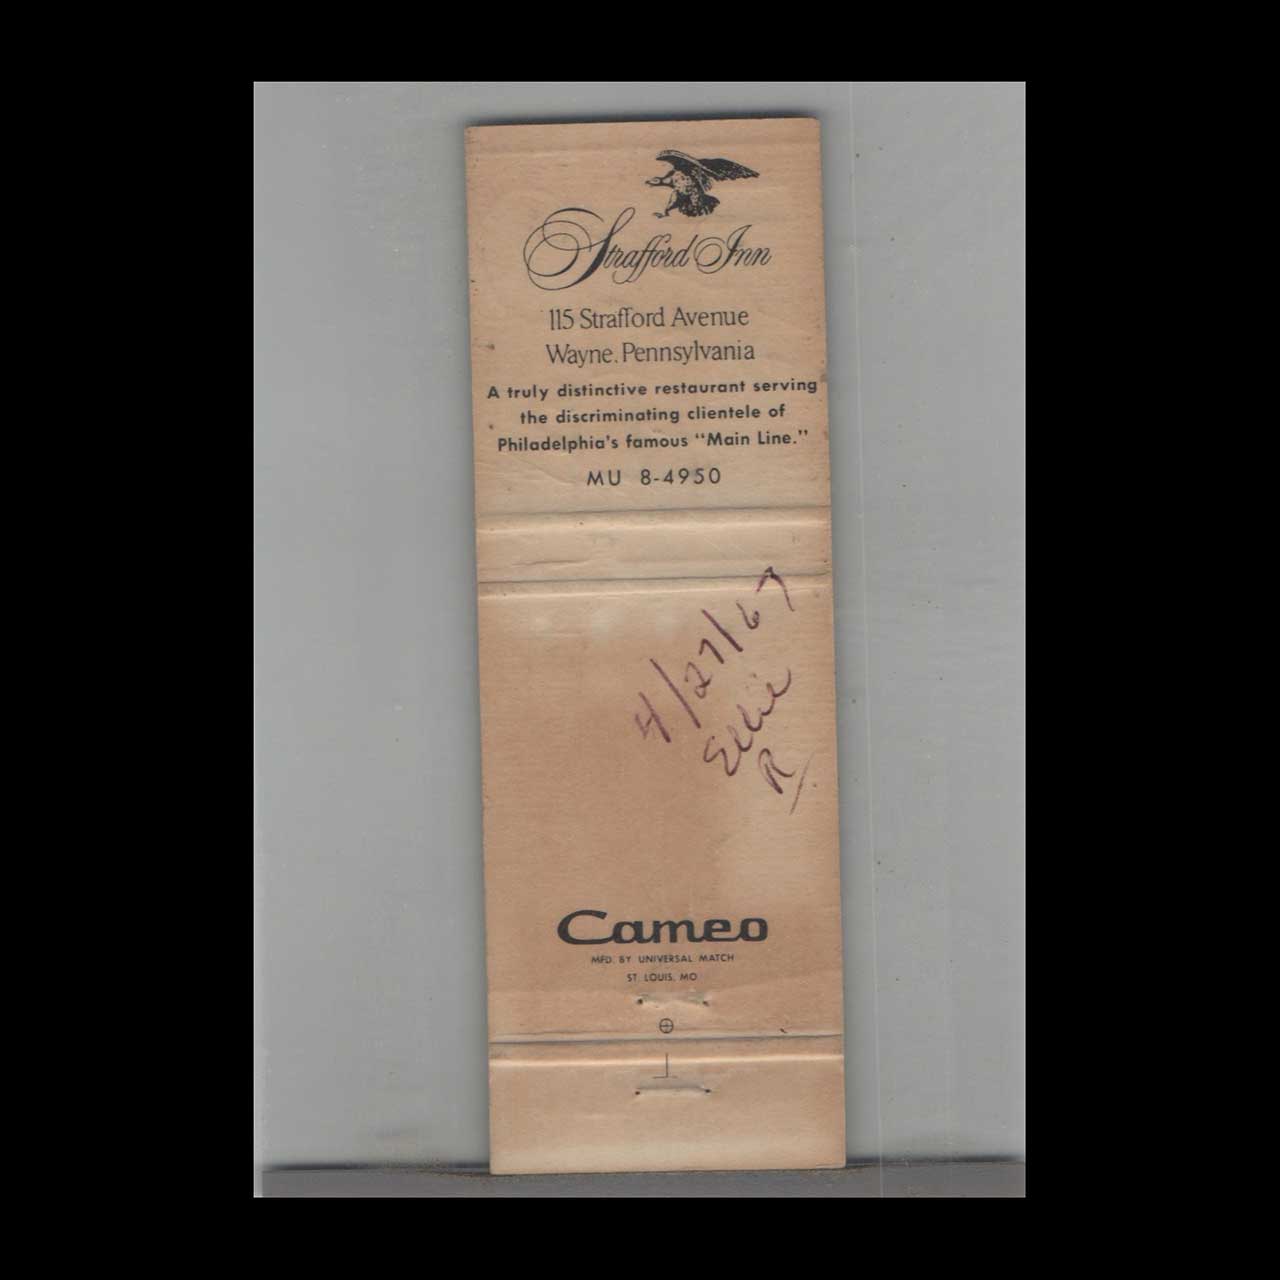 Strafford Inn
115 Strafford Avenue
Wayne, Pennsylvania
A truly distinctive restaurant serving
the discriminating clientele of
Philadelphia's famous "Main Line."
MU 8-4950
4/27/67
Ellie
R
Cameo
MFD. BY UNIVERSAL MATCH
ST. LOUIS, MO